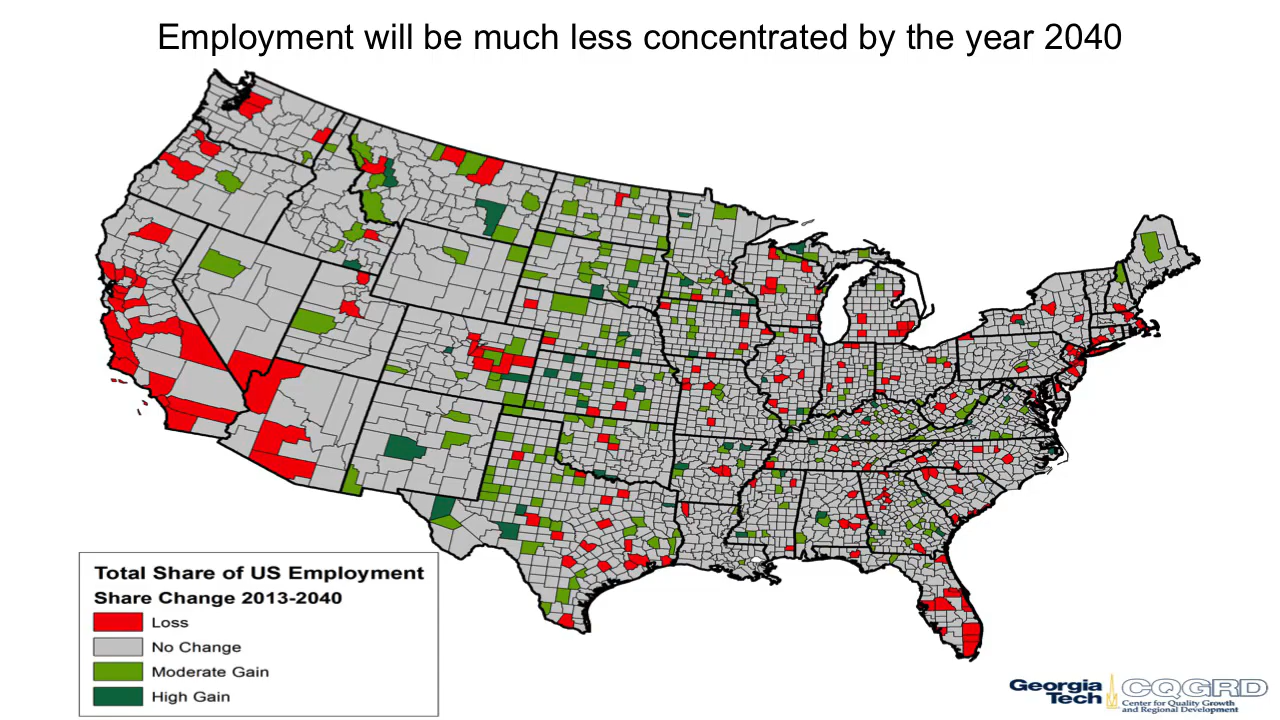 Employment will be much less concentrated by the year 2040
Total Share of US Employment
Share Change 2013-2040
Loss
No Change
Moderate Gain
High Gain
Georgia
Tech
CQGRD
Center for Quality Growth
and Regional Development